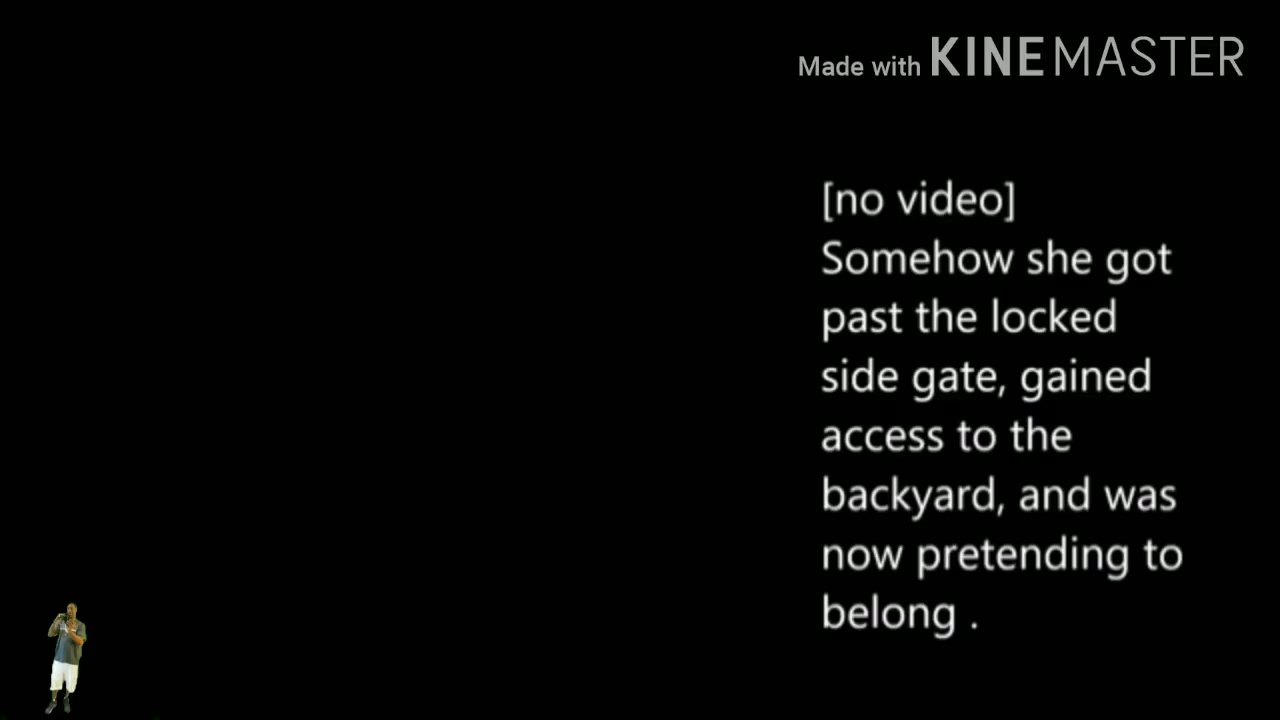 Made with KINEMASTER
[no video]
Somehow she got
past the locked
side gate, gained
access to the
backyard, and was
now pretending to
belong .